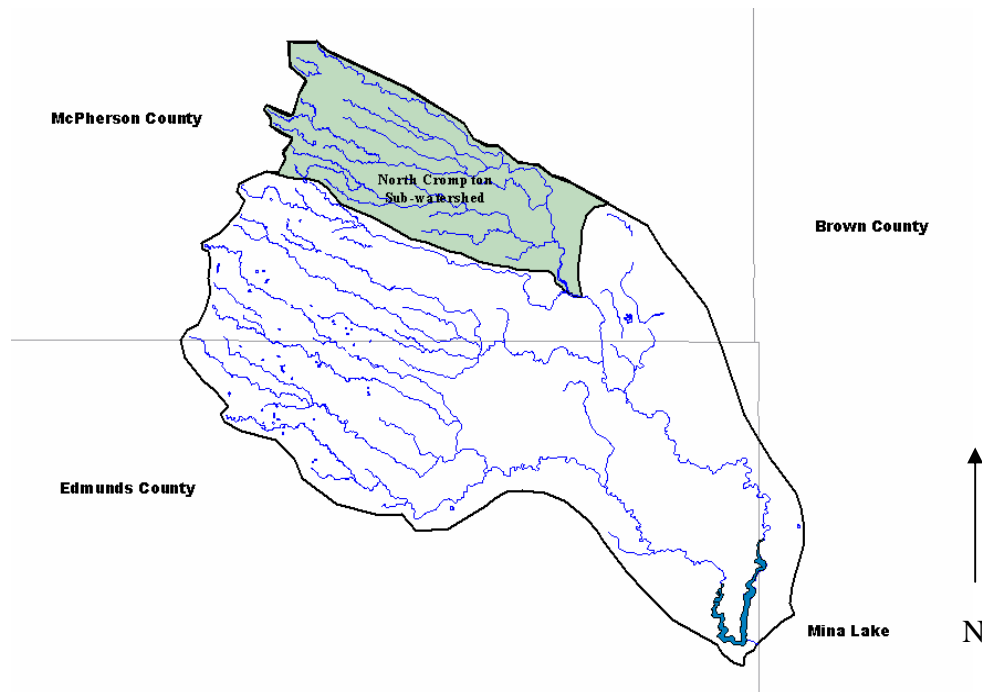 McPherson County
North Crompton
Sub-watershed
Brown County
Edmunds County
Mina Lake
N